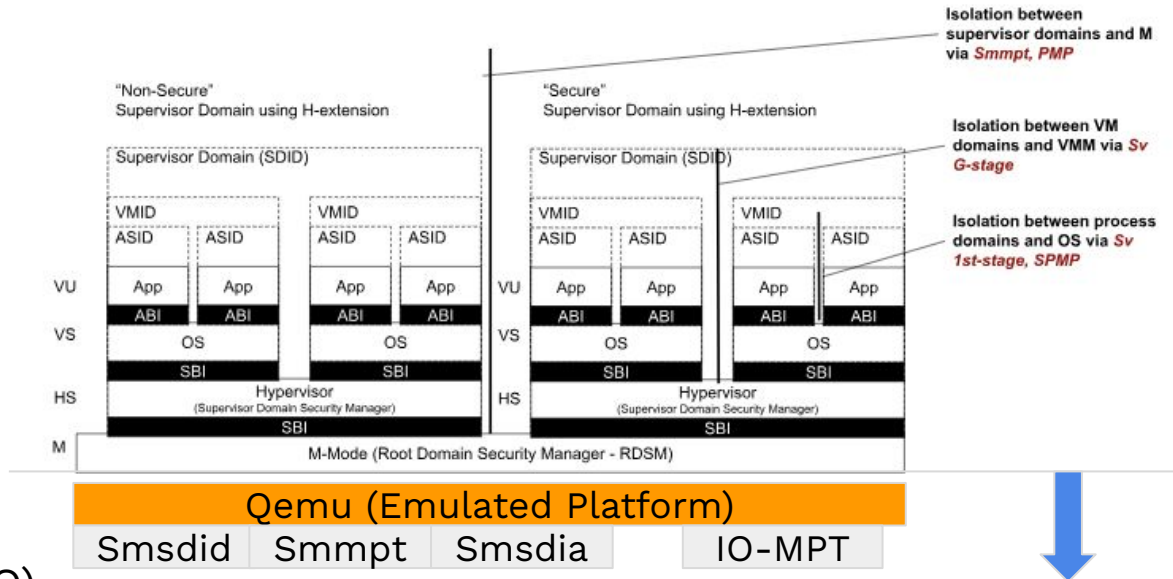 Isolation between
supervisor domains and M
via Smmpt, PMP
"Non-Secure"
Supervisor Domain using H-extension
"Secure"
Supervisor Domain using H-extension
Isolation between VM
domains and VMM via Sv
G-stage
Supervisor Domain (SDID)
Supervisor Domain (SDID)
VMID VMID VMID VMID
ASID ASID ASID ASID ASID ASID ASID ASID
Isolation between process
domains and OS via Sv
1st-stage, SPMP
VU App App App App VU App App App App
ABI ABI ABI ABI ABI ABI ABI ABI
VS OS OS VS OS OS
SBI SBI SBI SBI
HS Hypervisor HS Hypervisor
(Supervisor Domain Security Manager) (Supervisor Domain Security Manager)
SBI SBI
M M-Mode (Root Domain Security Manager - RDSM)
Qemu (Emulated Platform)
Smsdid Smmpt Smsdia IO-MPT